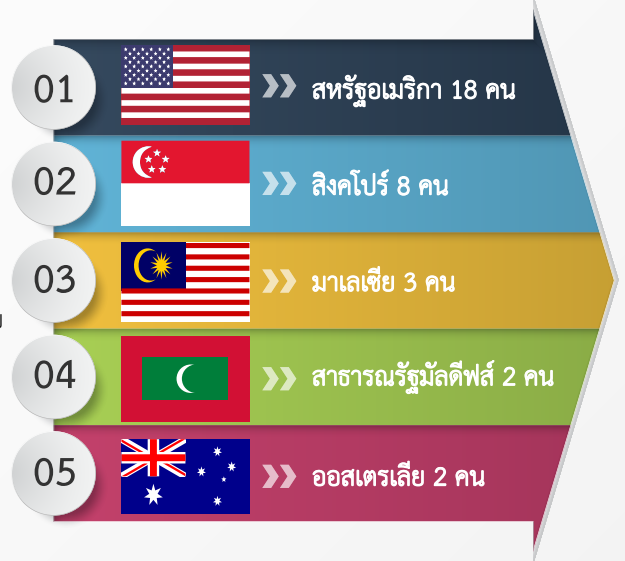 01 สหรัฐอเมริกา 18 คน
02 สิงคโปร์ 8 คน
03 มาเลเซีย 3 คน
04 สาธารณรัฐมัลดีฟส์ 2 คน
05 ออสเตรเลีย 2 คน